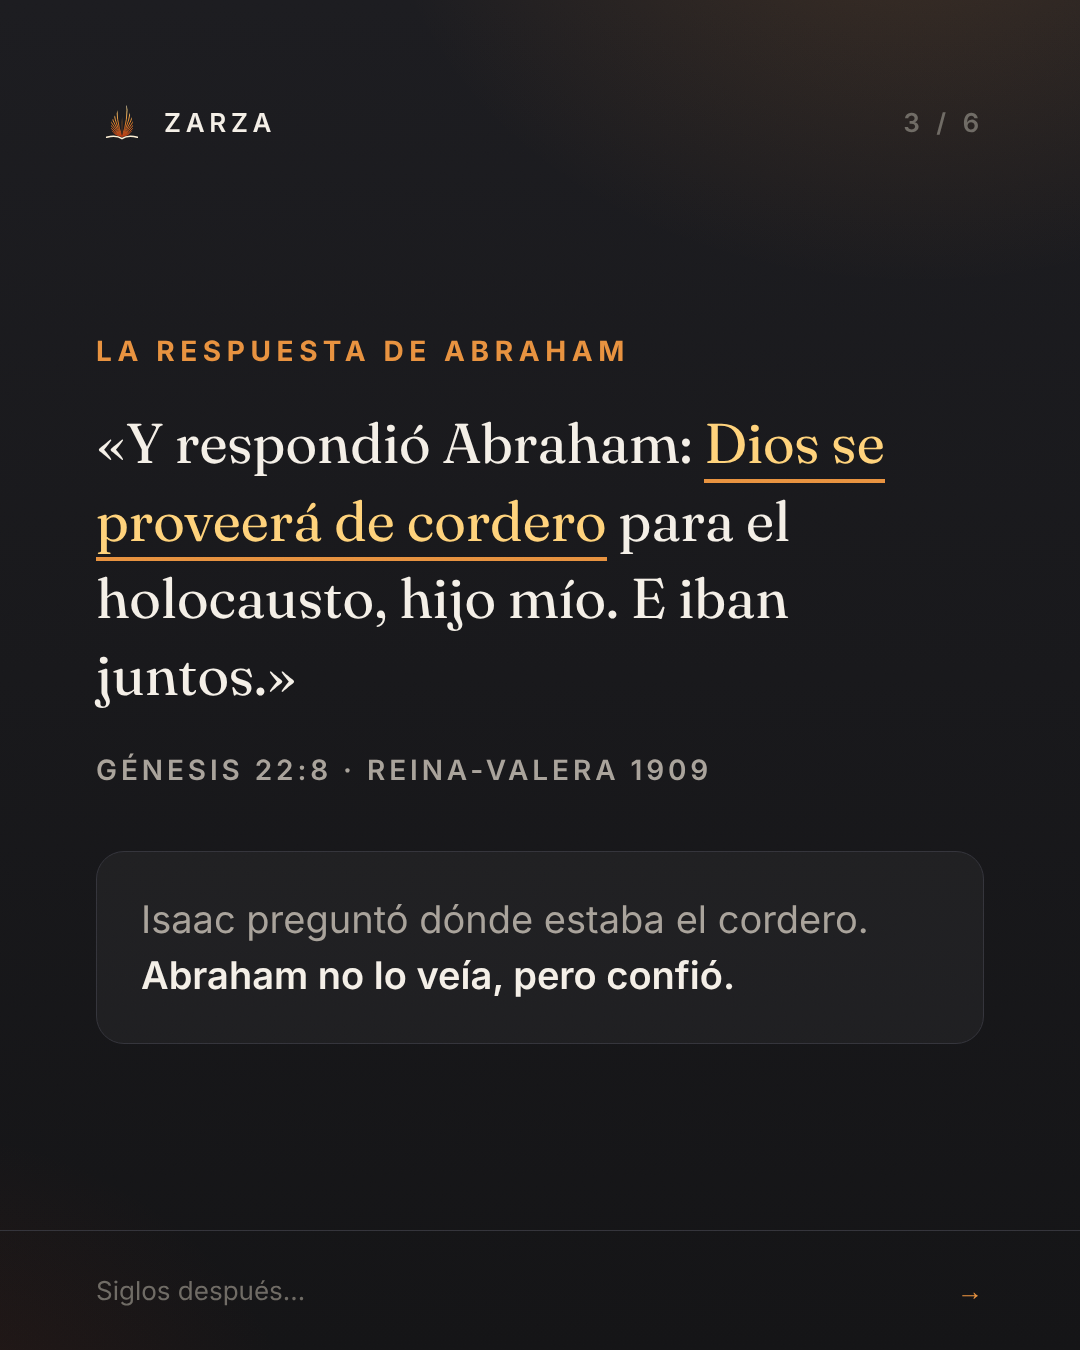 ZARZA
3 / 6
LA RESPUESTA DE ABRAHAM
«Y respondió Abraham: Dios se
proveerá de cordero para el
holocausto, hijo mío. E iban
juntos.»
GÉNESIS 22:8 · REINA-VALERA 1909
Isaac preguntó dónde estaba el cordero.
Abraham no lo veía, pero confió.
Siglos después... →